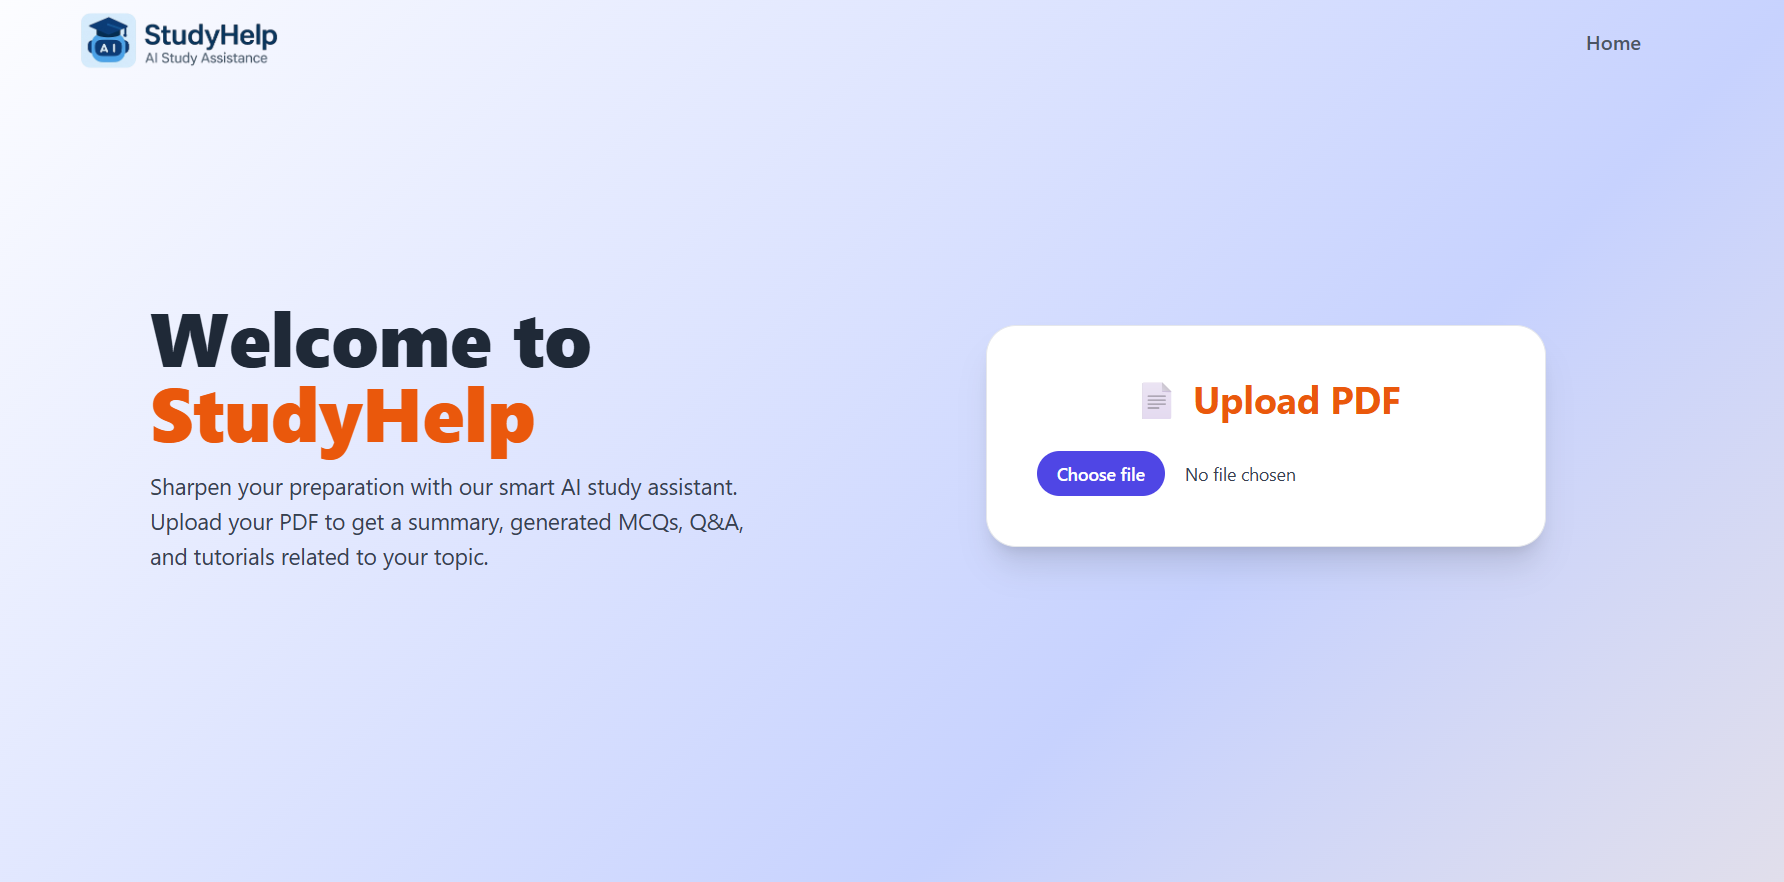 AI
StudyHelp
AI Study Assistance
Home
Welcome to
StudyHelp
Sharpen your preparation with our smart AI study assistant.
Upload your PDF to get a summary, generated MCQs, Q&A,
and tutorials related to your topic.
Upload PDF
Choose file No file chosen